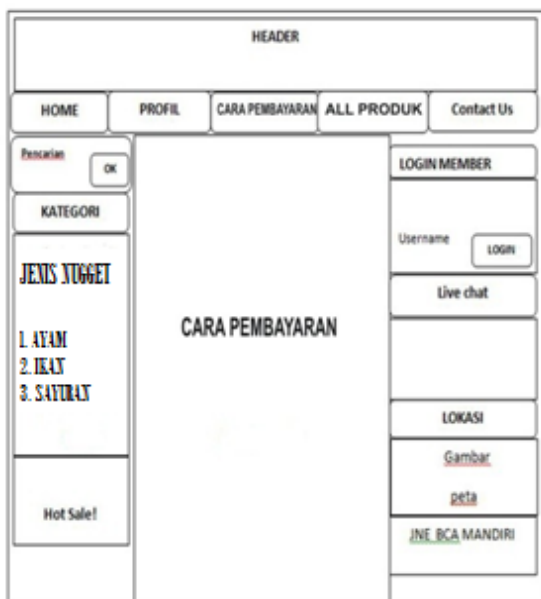 HEADER
HOME
PROFIL
CARA PEMBAYARAN
ALL PRODUK
Contact Us
Pencarian
OK
KATEGORI
JENIS NUGGET
1. AYAM
2. IKAN
3. SAYURAN
Hot Sale!
CARA PEMBAYARAN
LOGIN MEMBER
Username
LOGIN
Live chat
LOKASI
Gambar
peta
JNE BCA MANDIRI